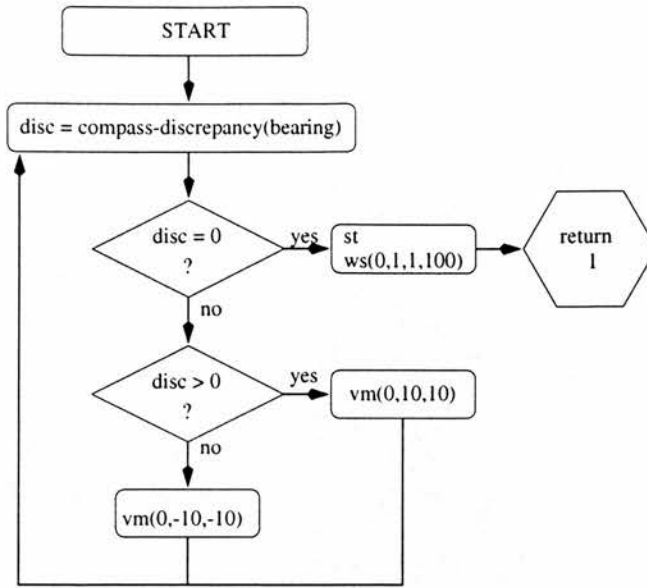 START
disc = compass-discrepancy(bearing)
disc = 0
?
yes
st
ws(0,1,1,100)
return
1
no
disc > 0
?
yes
vm(0,10,10)
no
vm(0,-10,-10)